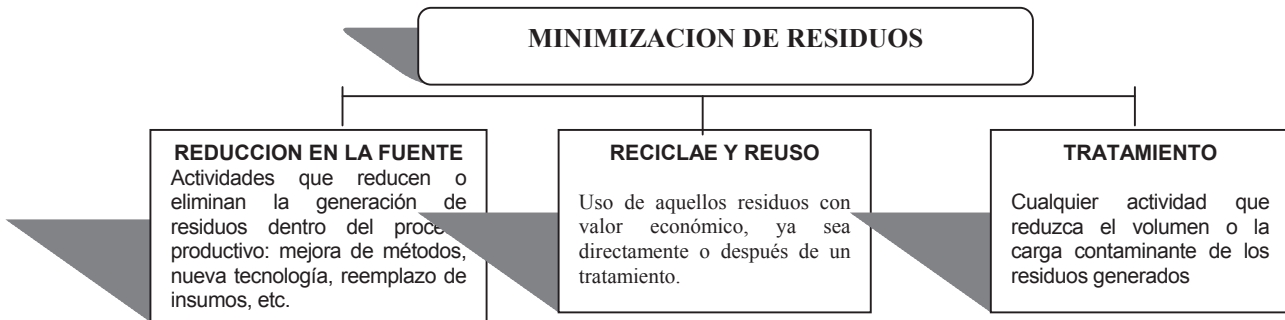 MINIMIZACION DE RESIDUOS
REDUCCION EN LA FUENTE
Actividades que reducen o
eliminan la generación de
residuos dentro del proceso
productivo: mejora de métodos,
nueva tecnología, reemplazo de
insumos, etc.
RECICLAE Y REUSO
Uso de aquellos residuos con
valor económico, ya sea
directamente o después de un
tratamiento.
TRATAMIENTO
Cualquier actividad que
reduzca el volumen o la
carga contaminante de los
residuos generados